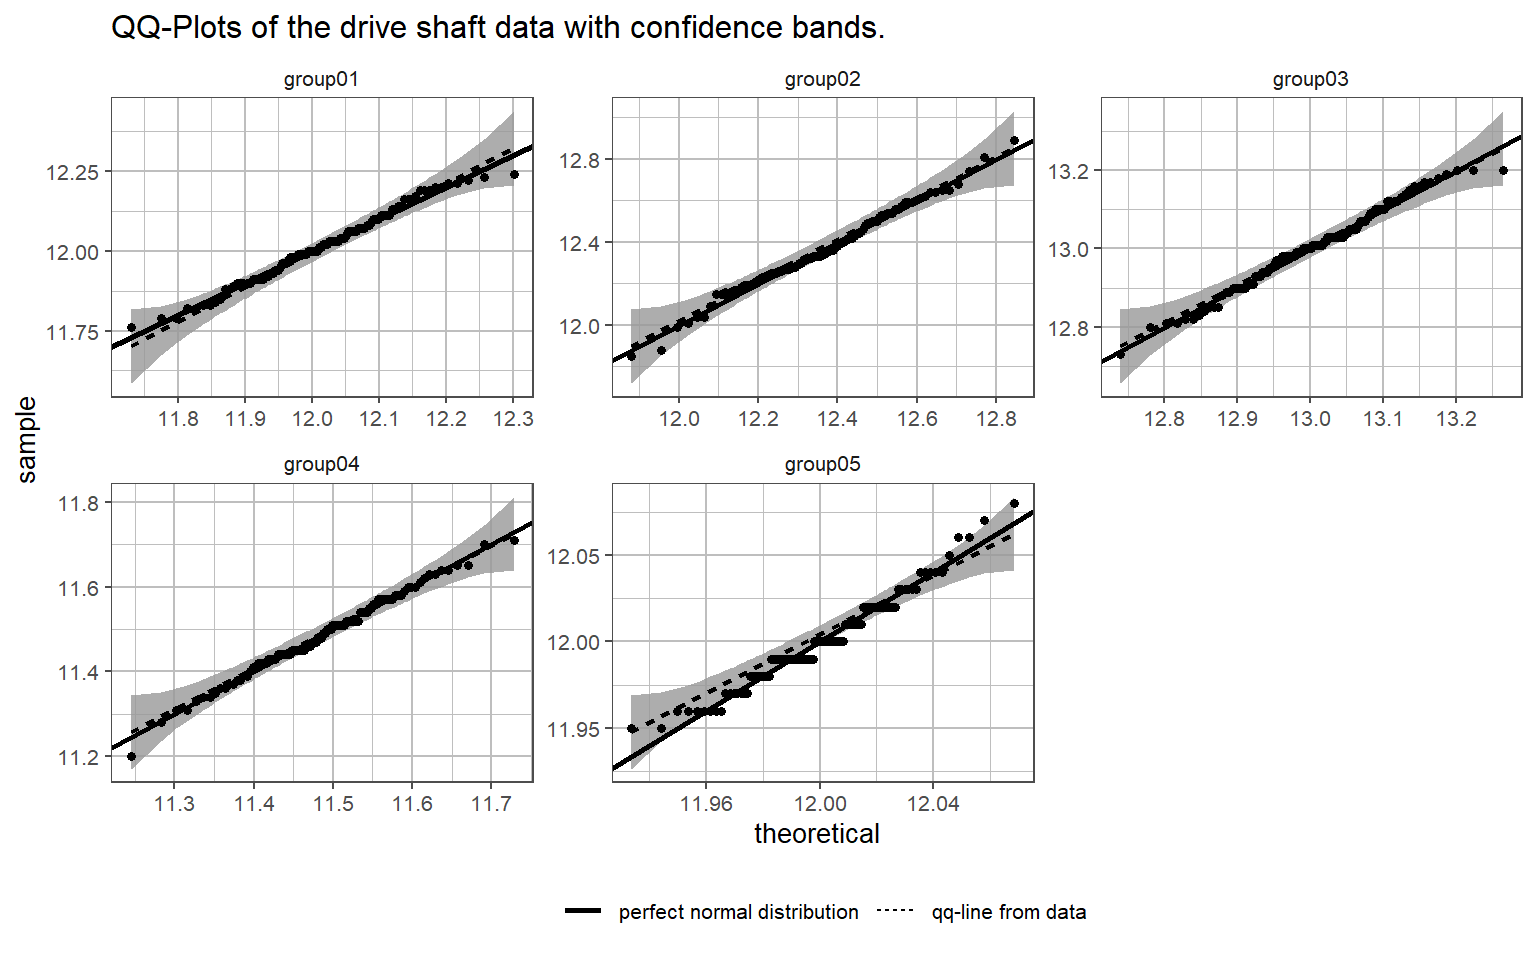 QQ-Plots of the drive shaft data with confidence bands.
group01
group02
group03
12.25
12.00
11.75
11.8 11.9 12.0 12.1 12.2 12.3
12.8
12.4
12.0
12.0 12.2 12.4 12.6 12.8
13.2
13.0
12.8
12.8 12.9 13.0 13.1 13.2
sample
group04
group05
11.8
11.6
11.4
11.2
11.3 11.4 11.5 11.6 11.7
12.05
12.00
11.95
11.96 12.00 12.04
theoretical
perfect normal distribution
qq-line from data